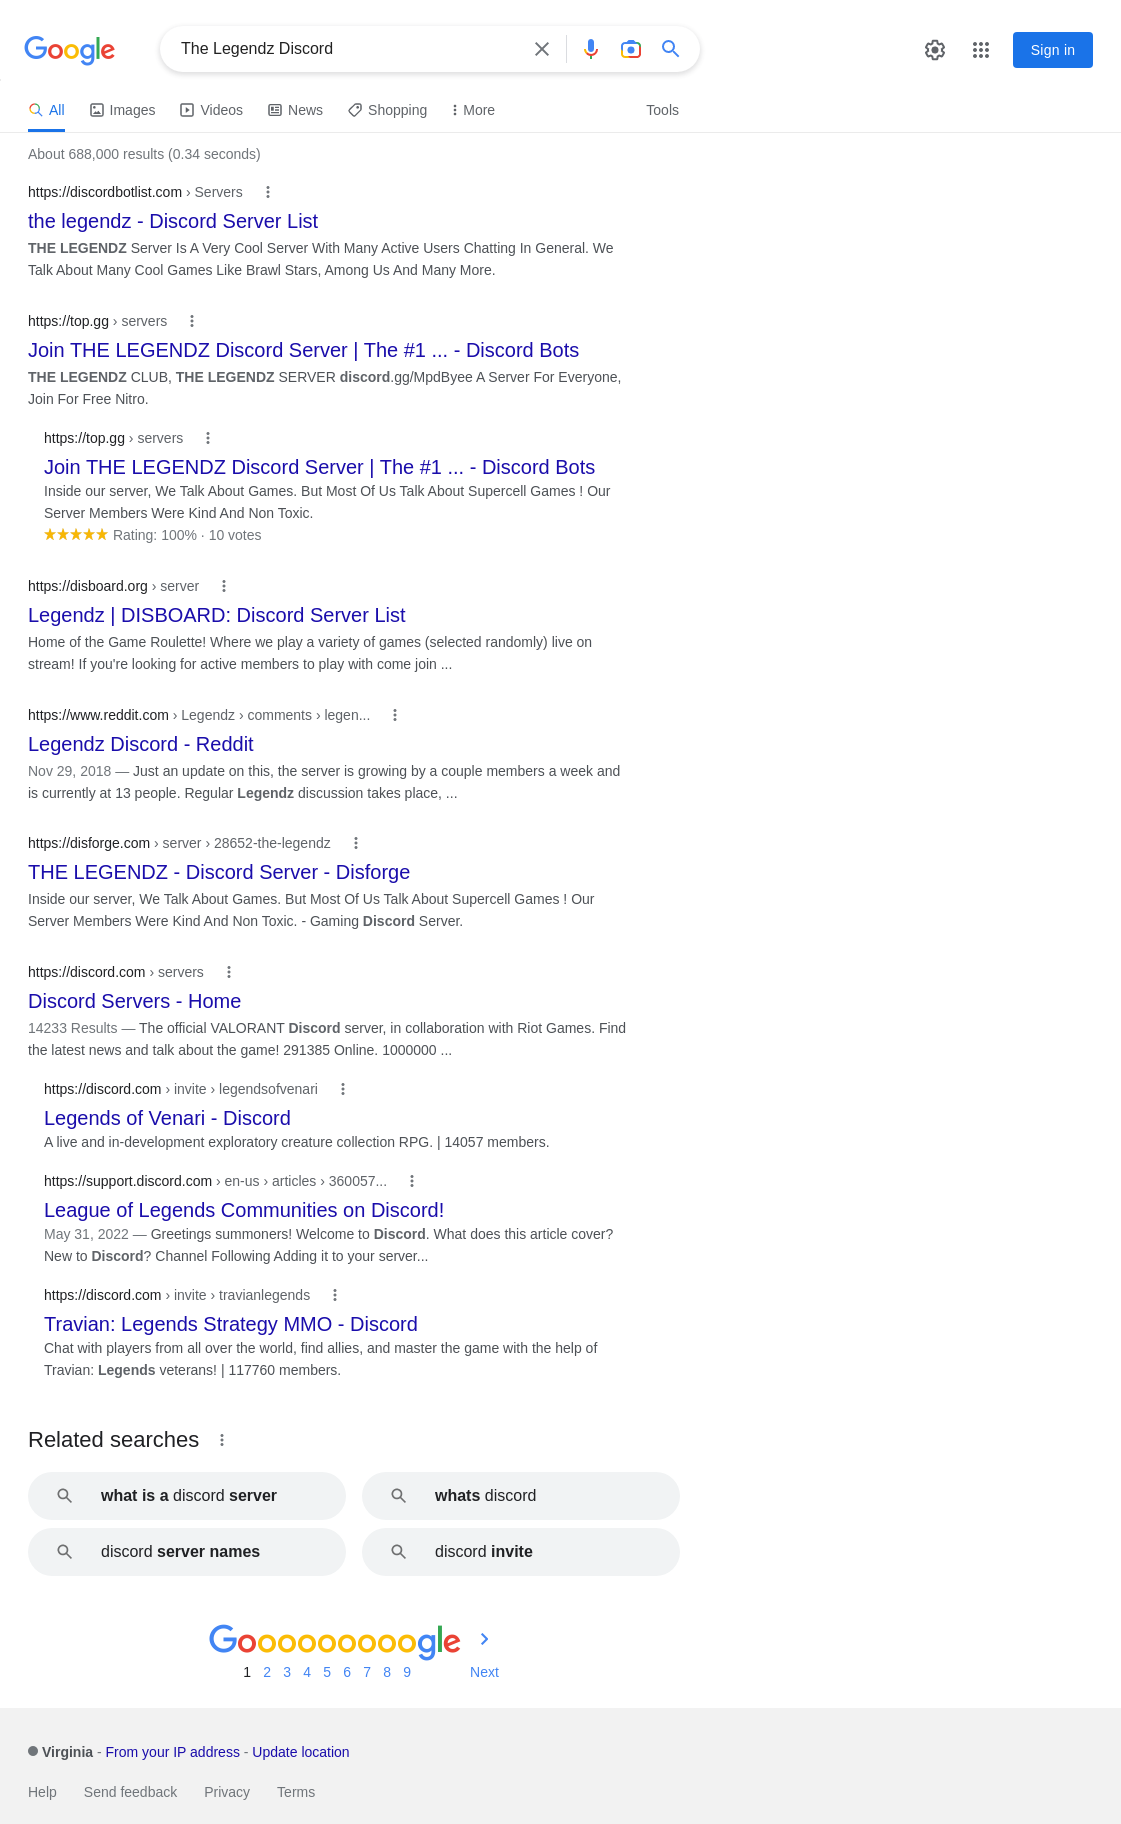 Google
The Legendz Discord
Sign in
All Images Videos News Shopping More Tools
About 688,000 results (0.34 seconds)
https://discordbotlist.com › Servers
the legendz - Discord Server List
THE LEGENDZ Server Is A Very Cool Server With Many Active Users Chatting In General. We
Talk About Many Cool Games Like Brawl Stars, Among Us And Many More.
https://top.gg › servers
Join THE LEGENDZ Discord Server | The #1 ... - Discord Bots
THE LEGENDZ CLUB, THE LEGENDZ SERVER discord.gg/MpdByee A Server For Everyone,
Join For Free Nitro.
https://top.gg › servers
Join THE LEGENDZ Discord Server | The #1 ... - Discord Bots
Inside our server, We Talk About Games. But Most Of Us Talk About Supercell Games ! Our
Server Members Were Kind And Non Toxic.
Rating: 100% · 10 votes
https://disboard.org › server
Legendz | DISBOARD: Discord Server List
Home of the Game Roulette! Where we play a variety of games (selected randomly) live on
stream! If you're looking for active members to play with come join ...
https://www.reddit.com › Legendz › comments › legen...
Legendz Discord - Reddit
Nov 29, 2018 — Just an update on this, the server is growing by a couple members a week and
is currently at 13 people. Regular Legendz discussion takes place, ...
https://disforge.com › server › 28652-the-legendz
THE LEGENDZ - Discord Server - Disforge
Inside our server, We Talk About Games. But Most Of Us Talk About Supercell Games ! Our
Server Members Were Kind And Non Toxic. - Gaming Discord Server.
https://discord.com › servers
Discord Servers - Home
14233 Results — The official VALORANT Discord server, in collaboration with Riot Games. Find
the latest news and talk about the game! 291385 Online. 1000000 ...
https://discord.com › invite › legendsofvenari
Legends of Venari - Discord
A live and in-development exploratory creature collection RPG. | 14057 members.
https://support.discord.com › en-us › articles › 360057...
League of Legends Communities on Discord!
May 31, 2022 — Greetings summoners! Welcome to Discord. What does this article cover?
New to Discord? Channel Following Adding it to your server...
https://discord.com › invite › travianlegends
Travian: Legends Strategy MMO - Discord
Chat with players from all over the world, find allies, and master the game with the help of
Travian: Legends veterans! | 117760 members.
Related searches
what is a discord server
whats discord
discord server names
discord invite
Goooooooooogle
1 2 3 4 5 6 7 8 9 Next
Virginia - From your IP address - Update location
Help Send feedback Privacy Terms